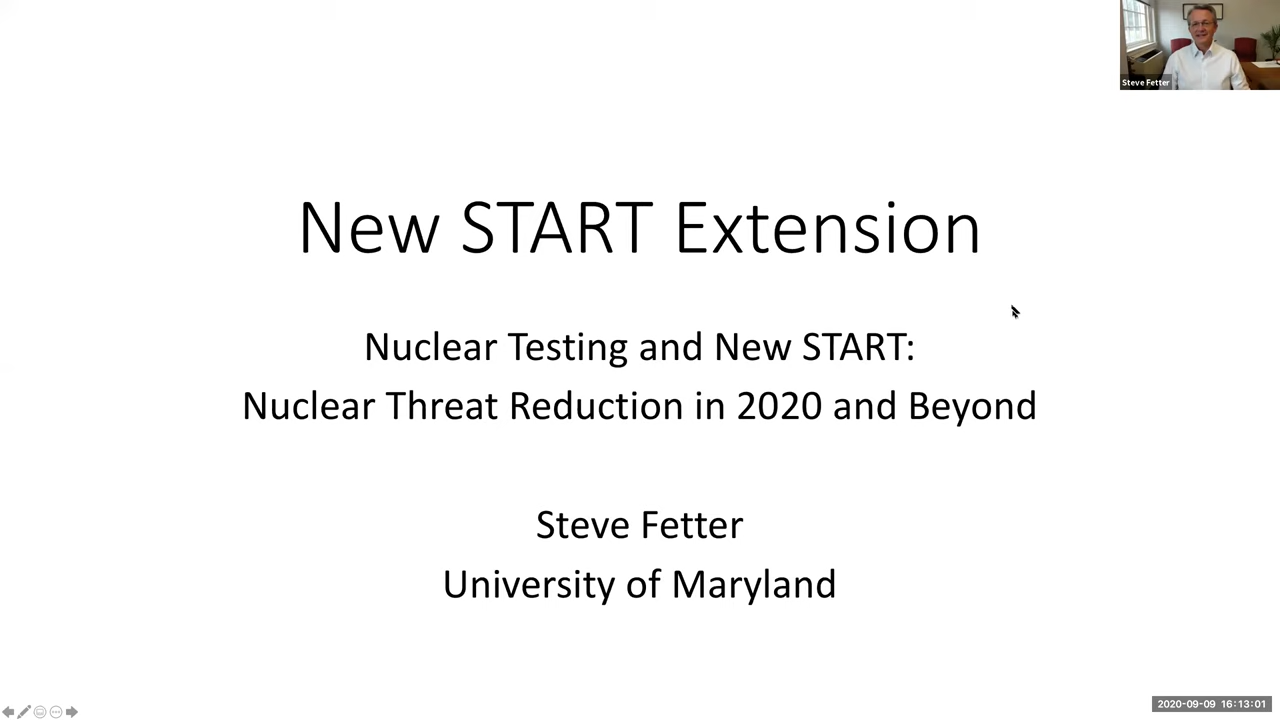 Steve Fetter
New START Extension
Nuclear Testing and New START:
Nuclear Threat Reduction in 2020 and Beyond
Steve Fetter
University of Maryland
2020-09-09 16:13:01